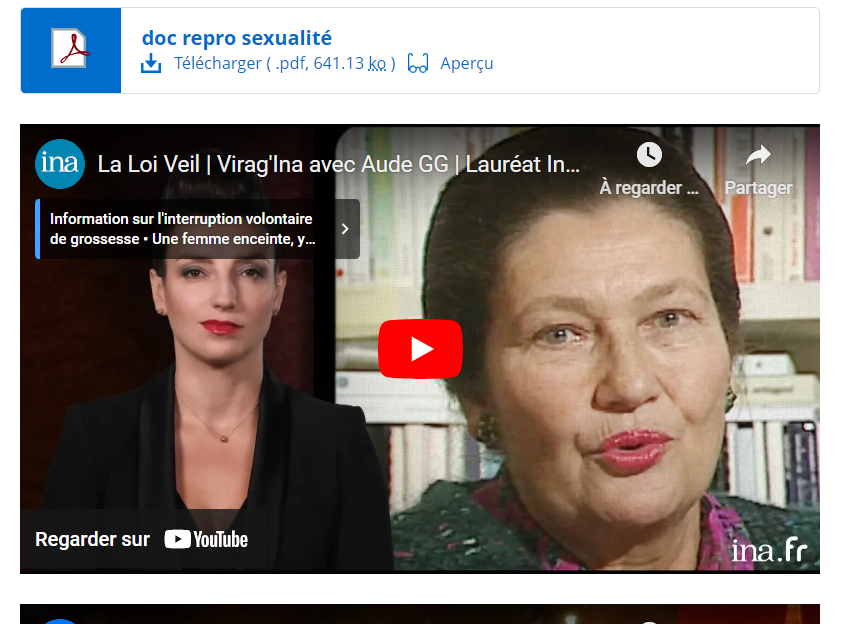 doc repro sexualité
Télécharger ( .pdf, 641.13 ko ) Aperçu
ina La Loi Veil | Virag'Ina avec Aude GG | Lauréat In...
À regarder ... Partager
Information sur l'interruption volontaire
de grossesse • Une femme enceinte, y...
Regarder sur YouTube
ina.fr